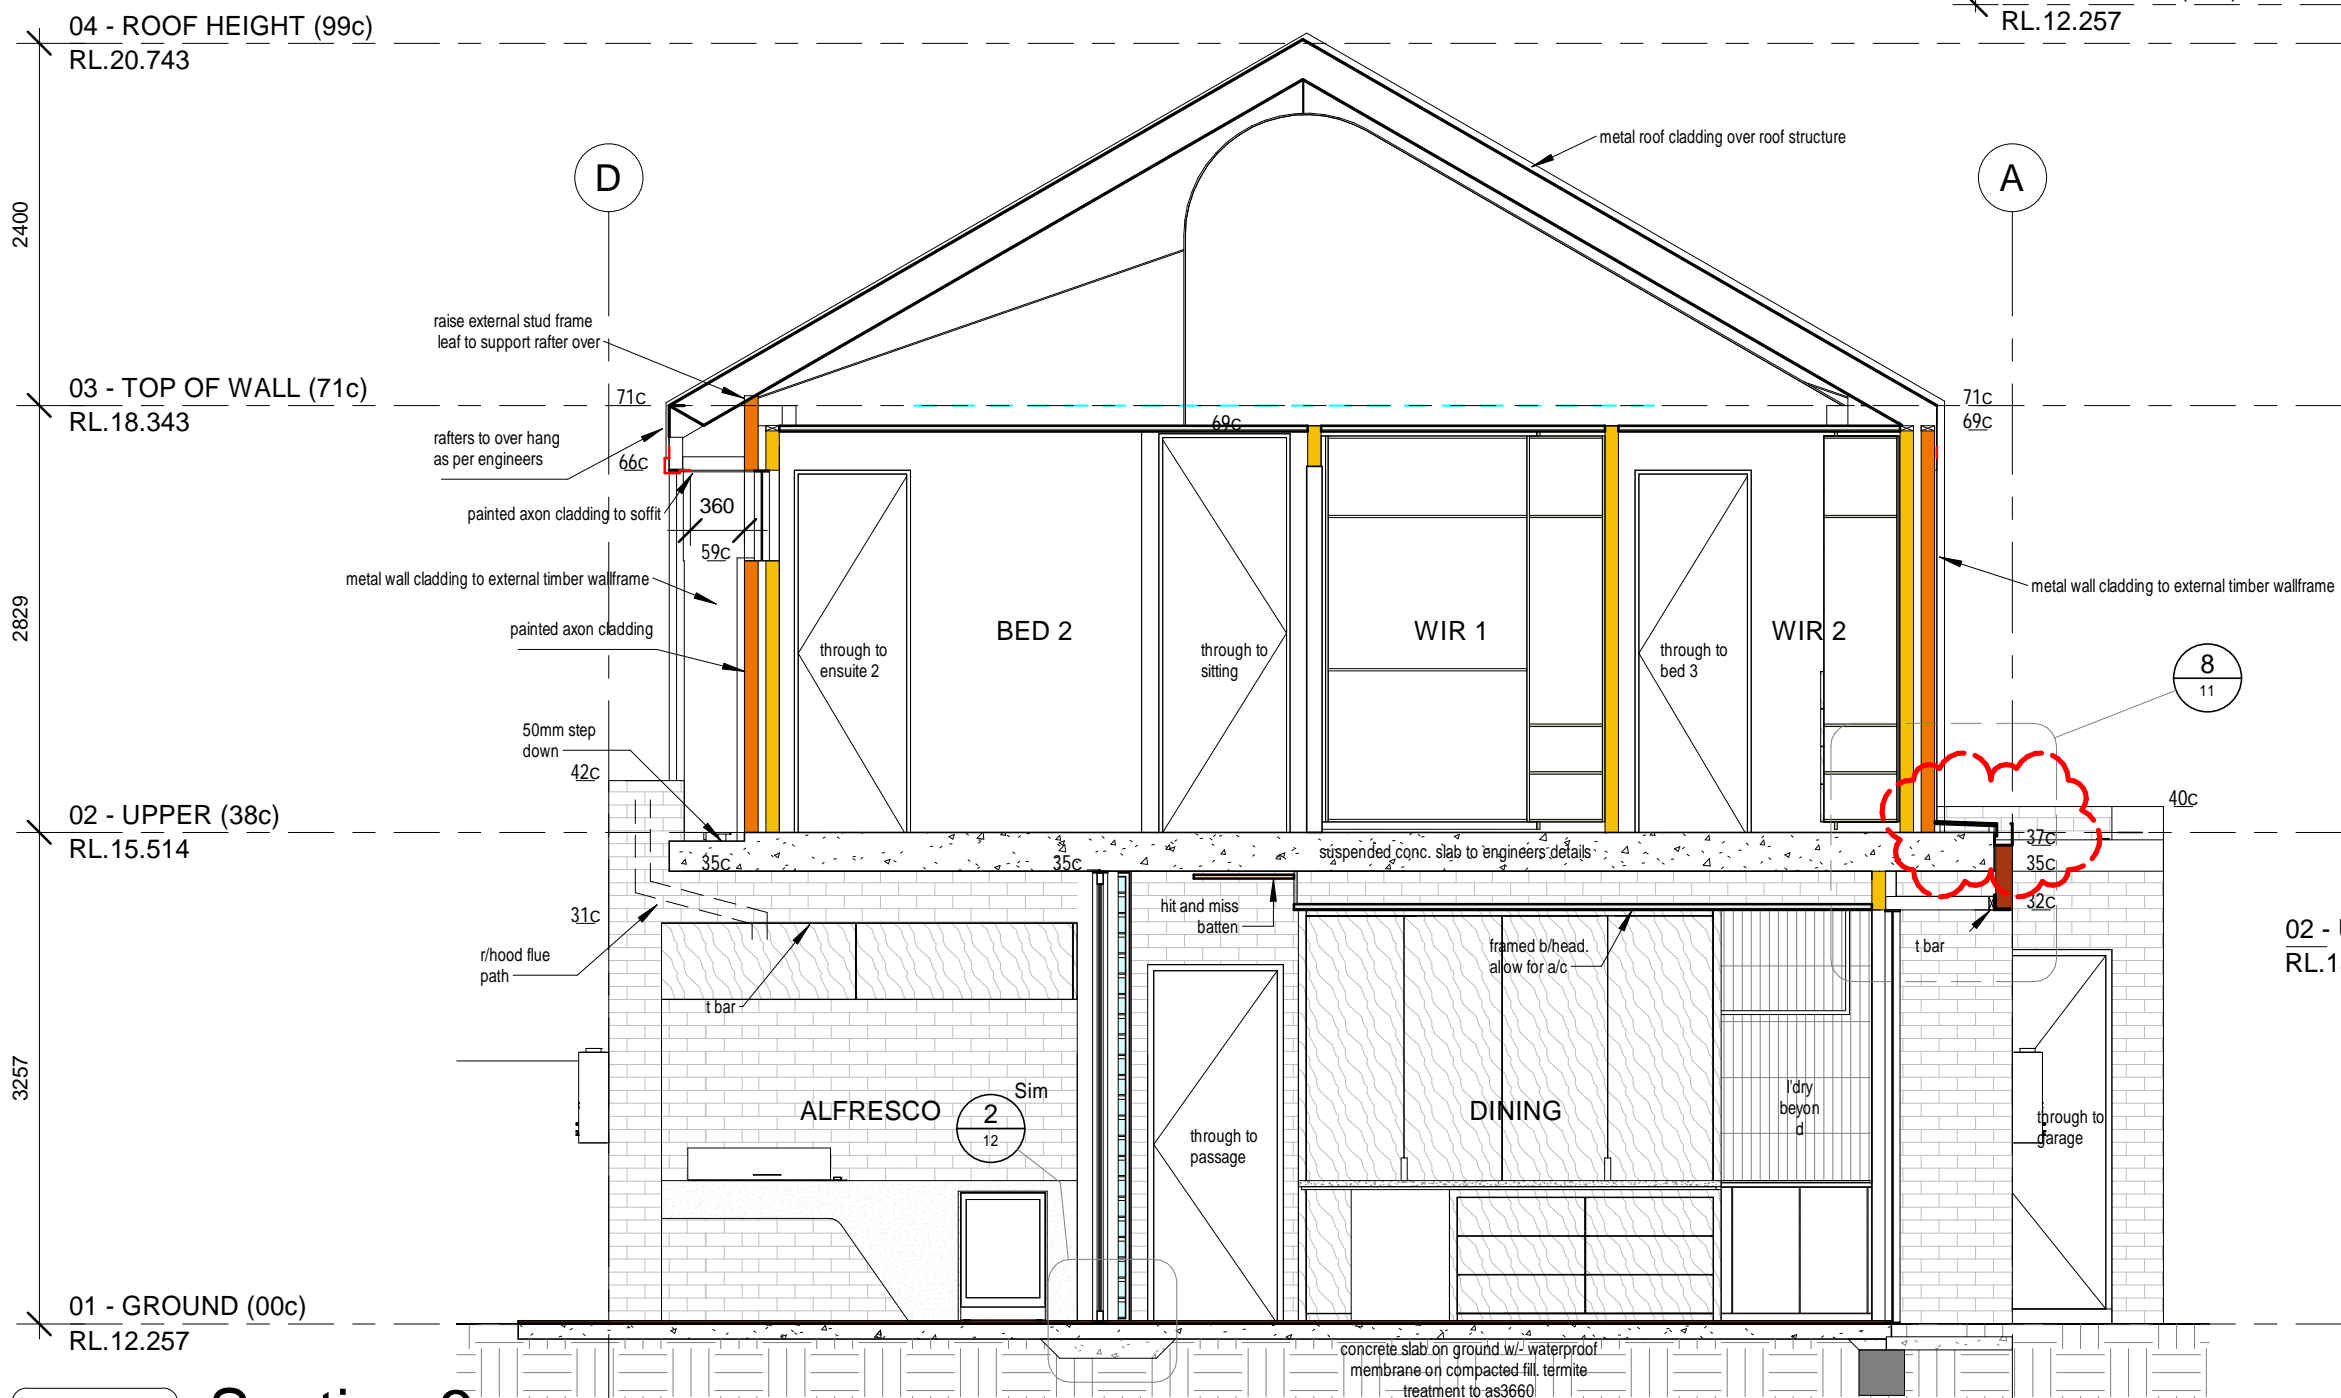 04 - ROOF HEIGHT (99c)
RL.20.743
RL.12.257
D
A
metal roof cladding over roof structure
2400
raise external stud frame
leaf to support rafter over
03 - TOP OF WALL (71c)
RL.18.343
71c
71c
69c
69c
rafters to over hang
as per engineers
66c
painted axon cladding to soffit
360
59c
metal wall cladding to external timber wallframe
metal wall cladding to external timber wallframe
2829
painted axon cladding
BED 2
WIR 1
WIR 2
through to
ensuite 2
through to
sitting
through to
bed 3
8
11
50mm step
down
42c
40c
02 - UPPER (38c)
RL.15.514
37c
35c
35c
suspended conc. slab to engineers details
35c
32c
31c
hit and miss
batten
framed b/head.
allow for a/c
t bar
r/hood flue
path
t bar
02 -
RL.1
3257
ALFRESCO
Sim
2
12
through to
passage
DINING
l'dry
beyon
d
through to
garage
01 - GROUND (00c)
RL.12.257
concrete slab on ground w/- waterproof
membrane on compacted fill. termite
treatment to as3660